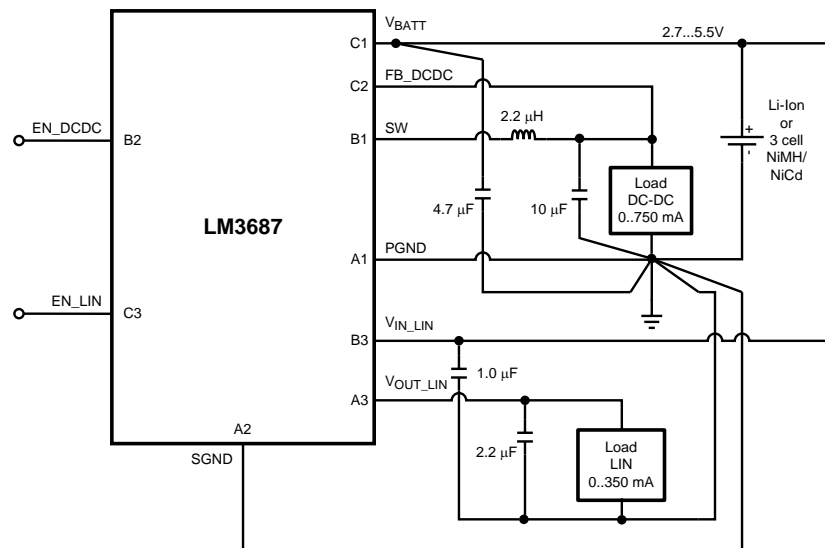 VBATT
C1
2.7...5.5V
C2
FB_DCDC
EN_DCDC
B2
B1
SW
2.2 μH
Li-Ion
or
3 cell
NiMH/
NiCd
+
-
Load
DC-DC
0..750 mA
4.7 μF
10 μF
LM3687
A1
PGND
EN_LIN
C3
B3
VIN_LIN
1.0 μF
A3
VOUT_LIN
A2
SGND
2.2 μF
Load
LIN
0..350 mA